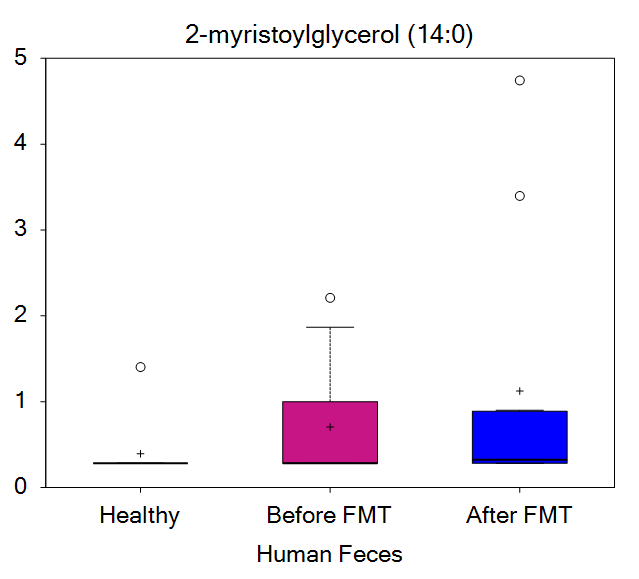 2-myristoylglycerol (14:0)
5
4
3
2
1
0
Healthy Before FMT After FMT
Human Feces